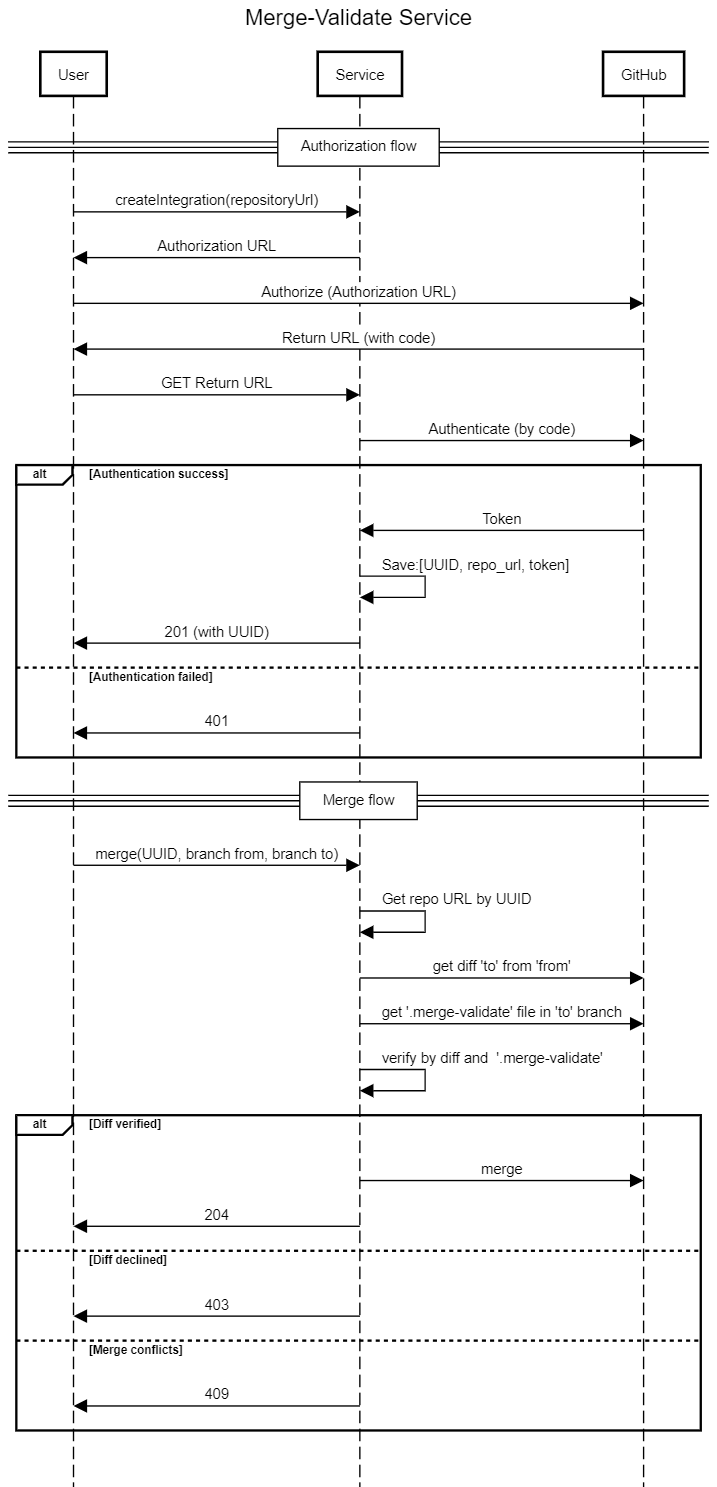 Merge-Validate Service
User
Service
GitHub
Authorization flow
createIntegration(repositoryUrl)
Authorization URL
Authorize (Authorization URL)
Return URL (with code)
GET Return URL
Authenticate (by code)
alt
[Authentication success]
Token
Save:[UUID, repo_url, token]
201 (with UUID)
[Authentication failed]
401
Merge flow
merge(UUID, branch from, branch to)
Get repo URL by UUID
get diff 'to' from 'from'
get '.merge-validate' file in 'to' branch
verify by diff and '.merge-validate'
alt
[Diff verified]
merge
204
[Diff declined]
403
[Merge conflicts]
409